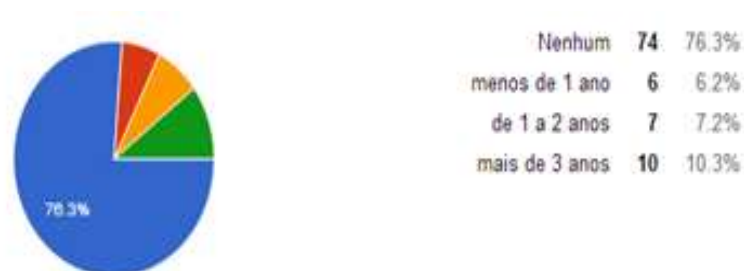 Nenhum 74 76.3%
menos de 1 ano 6 6.2%
de 1 a 2 anos 7 7.2%
mais de 3 anos 10 10.3%
76.3%